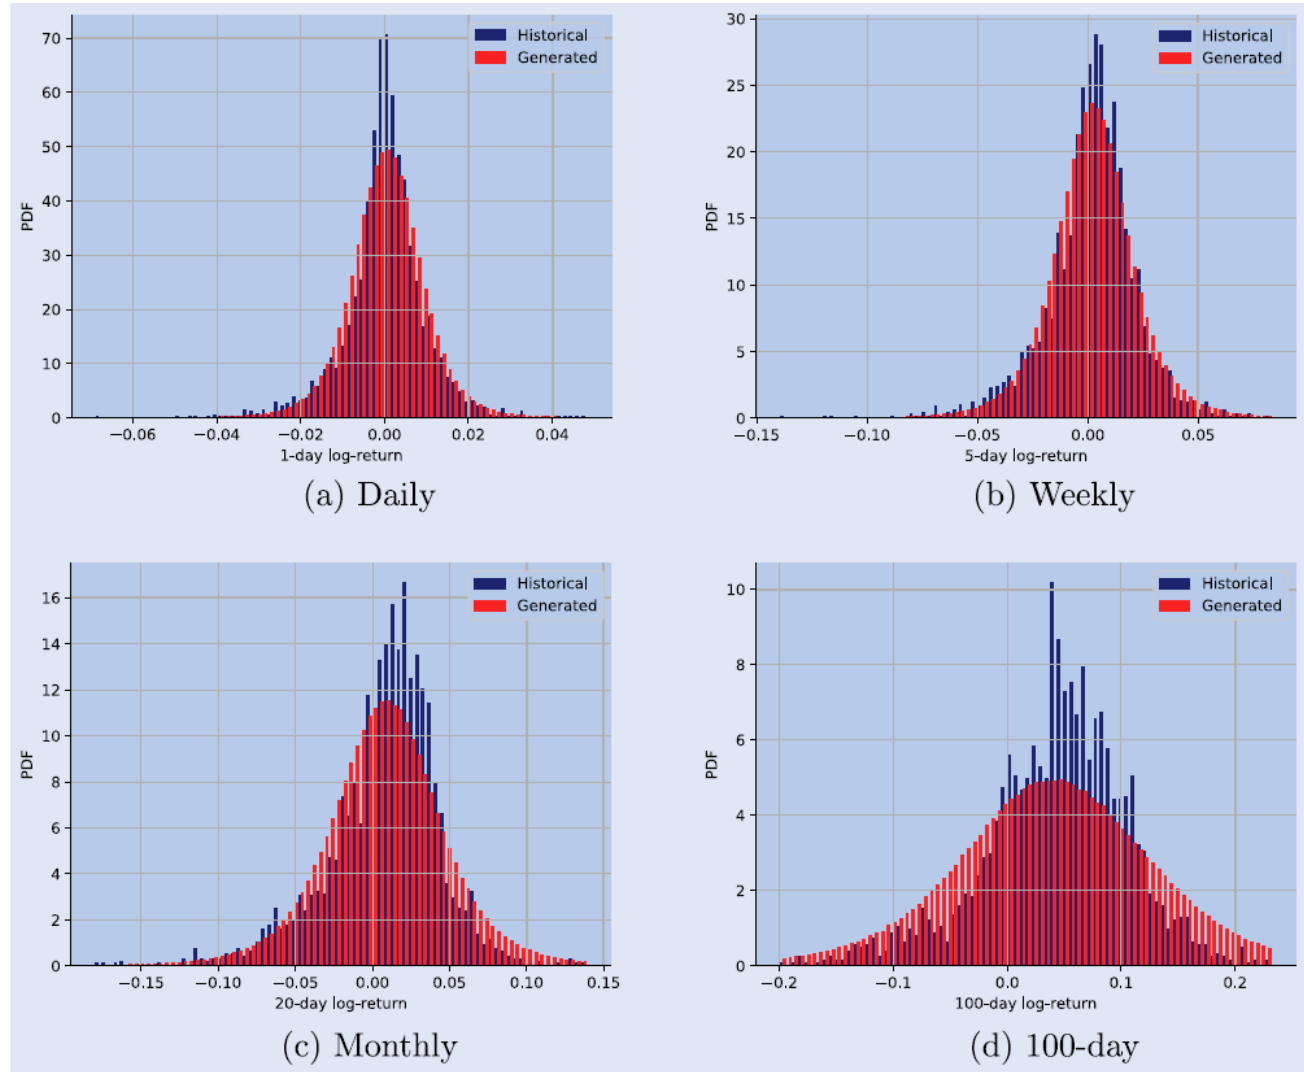 Historical
Generated
70
60
50
40
30
20
10
0
PDF
−0.06 −0.04 −0.02 0.00 0.02 0.04
1-day log-return
(a) Daily
Historical
Generated
30
25
20
15
10
5
0
PDF
−0.15 −0.10 −0.05 0.00 0.05
5-day log-return
(b) Weekly
Historical
Generated
16
14
12
10
8
6
4
2
0
PDF
−0.15 −0.10 −0.05 0.00 0.05 0.10 0.15
20-day log-return
(c) Monthly
Historical
Generated
10
8
6
4
2
0
PDF
−0.2 −0.1 0.0 0.1 0.2
100-day log-return
(d) 100-day